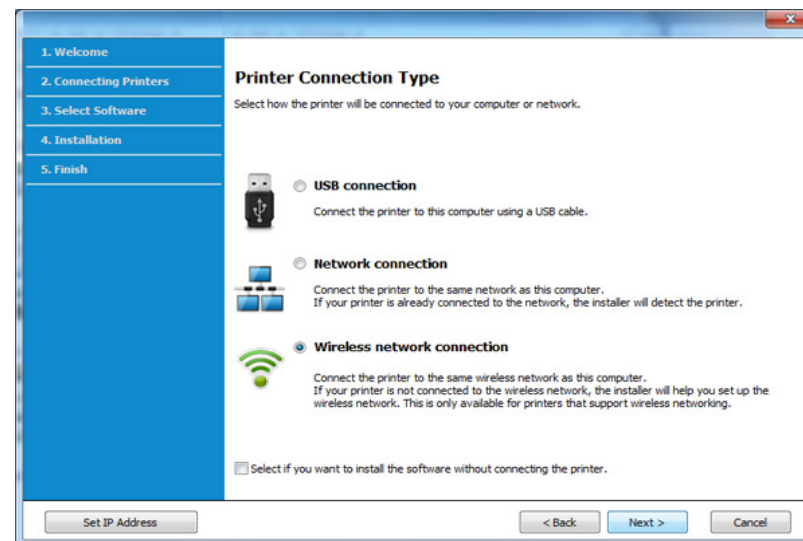 1. Welcome
2. Connecting Printers
3. Select Software
4. Installation
5. Finish
Printer Connection Type
Select how the printer will be connected to your computer or network.
USB connection
Connect the printer to this computer using a USB cable.
Network connection
Connect the printer to the same network as this computer.
If your printer is already connected to the network, the installer will detect the printer.
Wireless network connection
Connect the printer to the same wireless network as this computer.
If your printer is not connected to the wireless network, the installer will help you set up the
wireless network. This is only available for printers that support wireless networking.
Select if you want to install the software without connecting the printer.
Set IP Address
< Back
Next >
Cancel